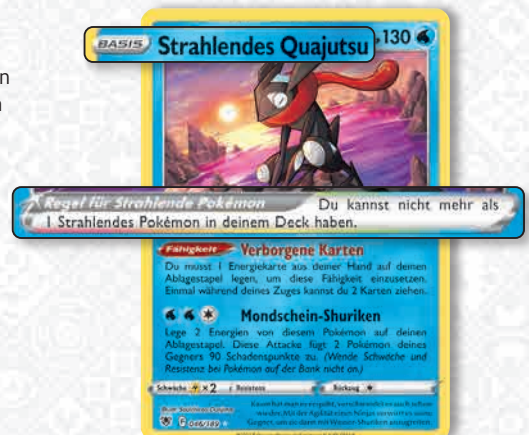 n
BASIS Strahlendes Quajutsu 130
Regel für Strahlende Pokémon Du kannst nicht mehr als
1 Strahlendes Pokémon in deinem Deck haben.
Fähigkeit Verborgene Karten
Du musst 1 Energiekarte aus deiner Hand auf deinen
Ablagestapel legen, um diese Fähigkeit einzusetzen.
Einmal während deines Zuges kannst du 2 Karten ziehen.
Mondschein-Shuriken
Lege 2 Energien von diesem Pokémon auf deinen
Ablagestapel. Diese Attacke fügt 2 Pokémon deines
Gegners 90 Schadenspunkte zu. (Wende Schwäche und
Resistenz bei Pokémon auf der Bank nicht an.)
Schwäche ×2 Resistenz Rückzug
046/189